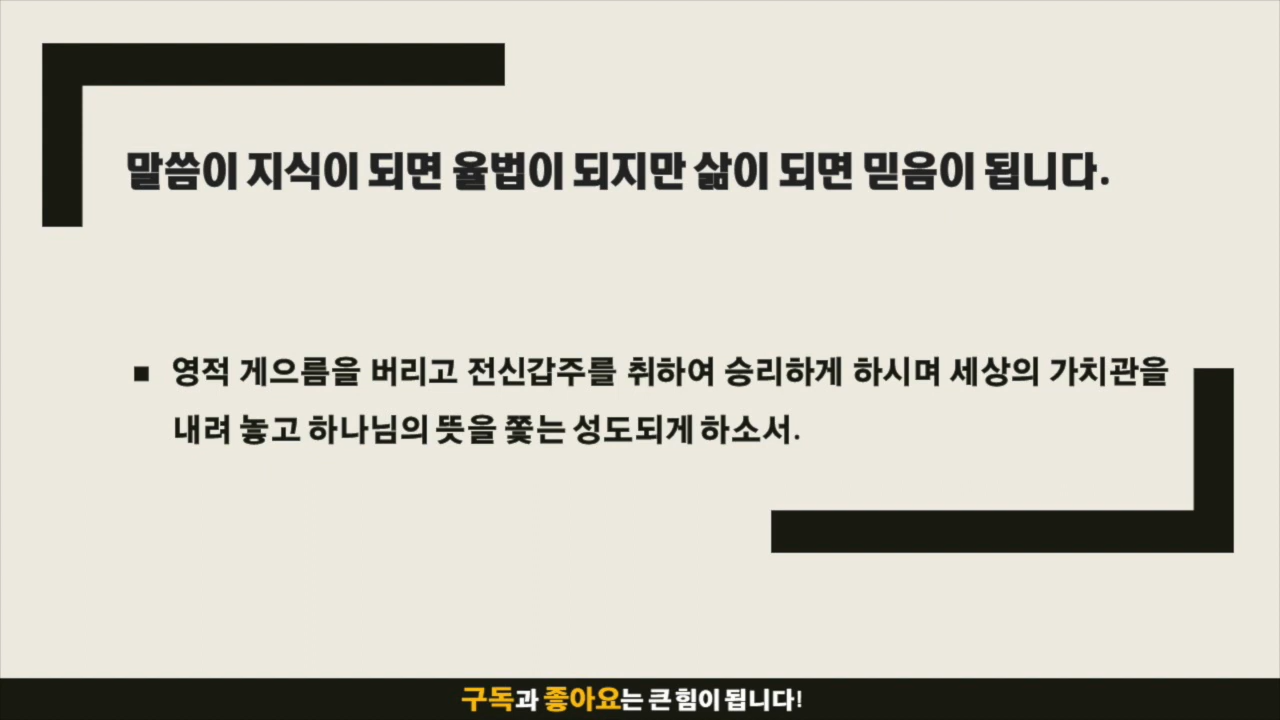 말씀이 지식이 되면 율법이 되지만 삶이 되면 믿음이 됩니다.
▪ 영적 게으름을 버리고 전신갑주를 취하여 승리하게 하시며 세상의 가치관을
내려 놓고 하나님의 뜻을 쫓는 성도되게 하소서.
구독과 좋아요는 큰 힘이 됩니다!